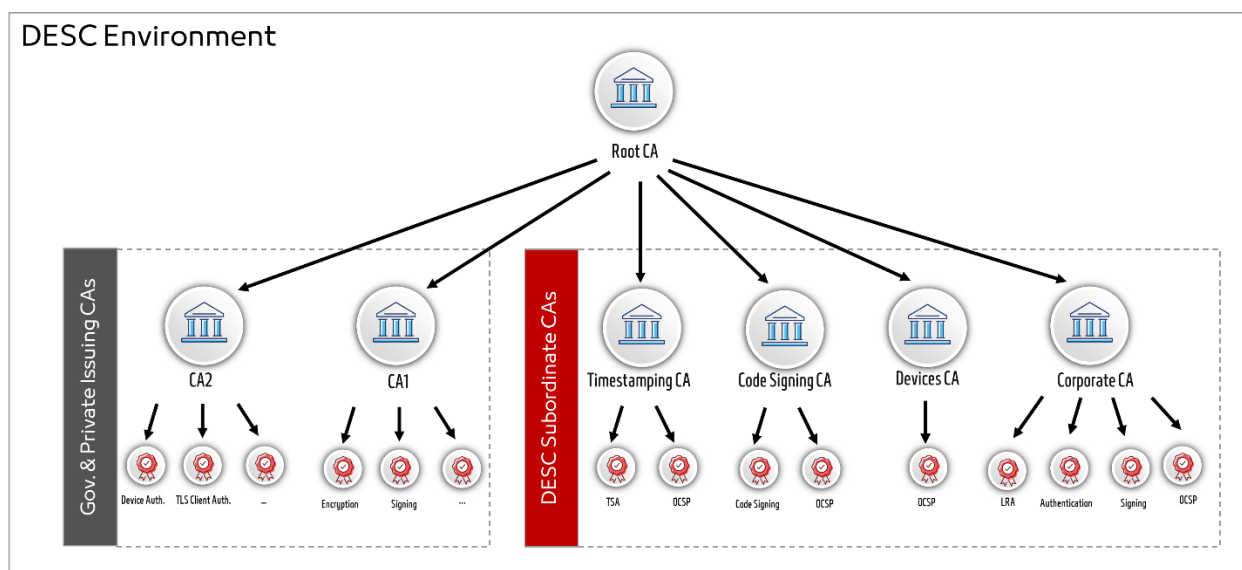 DESC Environment
Root CA
Gov. & Private Issuing CAs
CA2
CA1
Device Auth.
TLS Client Auth.
...
Encryption
Signing
...
DESC Subordinate CAs
Timestamping CA
Code Signing CA
Devices CA
Corporate CA
TSA
OCSP
Code Signing
OCSP
OCSP
LRA
Authentication
Signing
OCSP